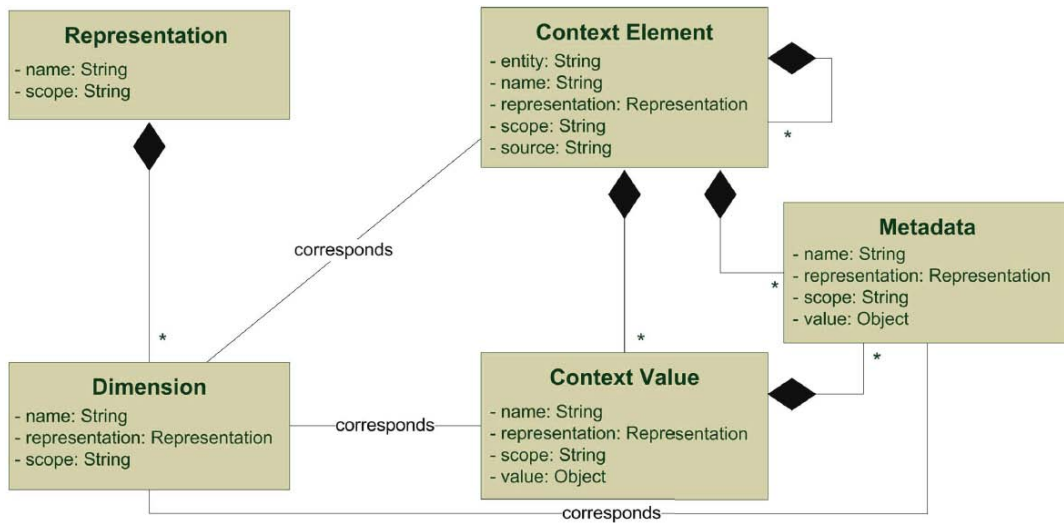 Representation
- name: String
- scope: String
Context Element
- entity: String
- name: String
- representation: Representation
- scope: String
- source: String
*
corresponds
Metadata
- name: String
- representation: Representation
- scope: String
- value: Object
*
*
*
*
Dimension
- name: String
- representation: Representation
- scope: String
corresponds
Context Value
- name: String
- representation: Representation
- scope: String
- value: Object
corresponds